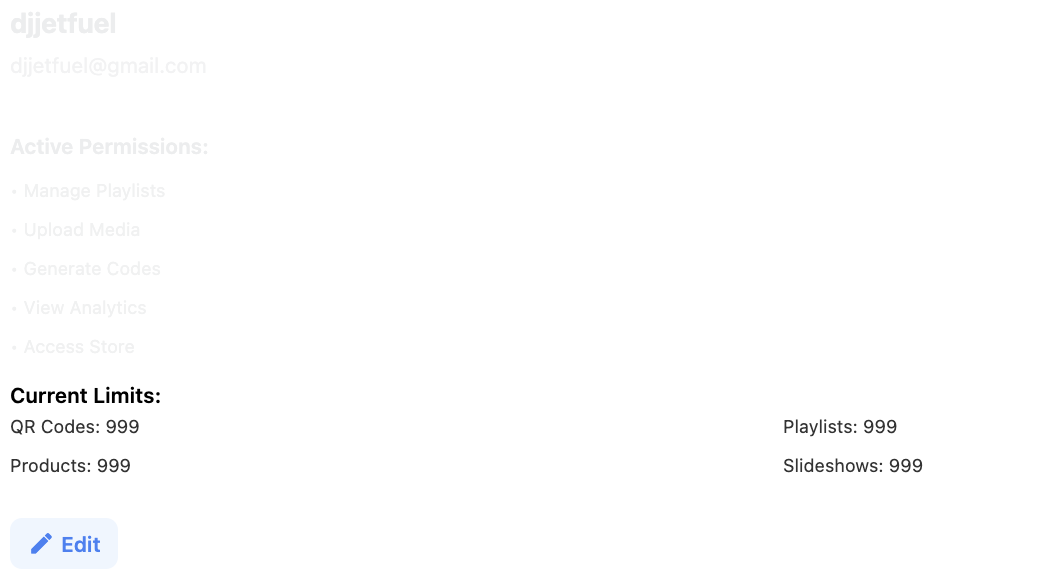 djjetfuel
djjetfuel@gmail.com
Active Permissions:
• Manage Playlists
• Upload Media
• Generate Codes
• View Analytics
• Access Store
Current Limits:
QR Codes: 999
Playlists: 999
Products: 999
Slideshows: 999
Edit